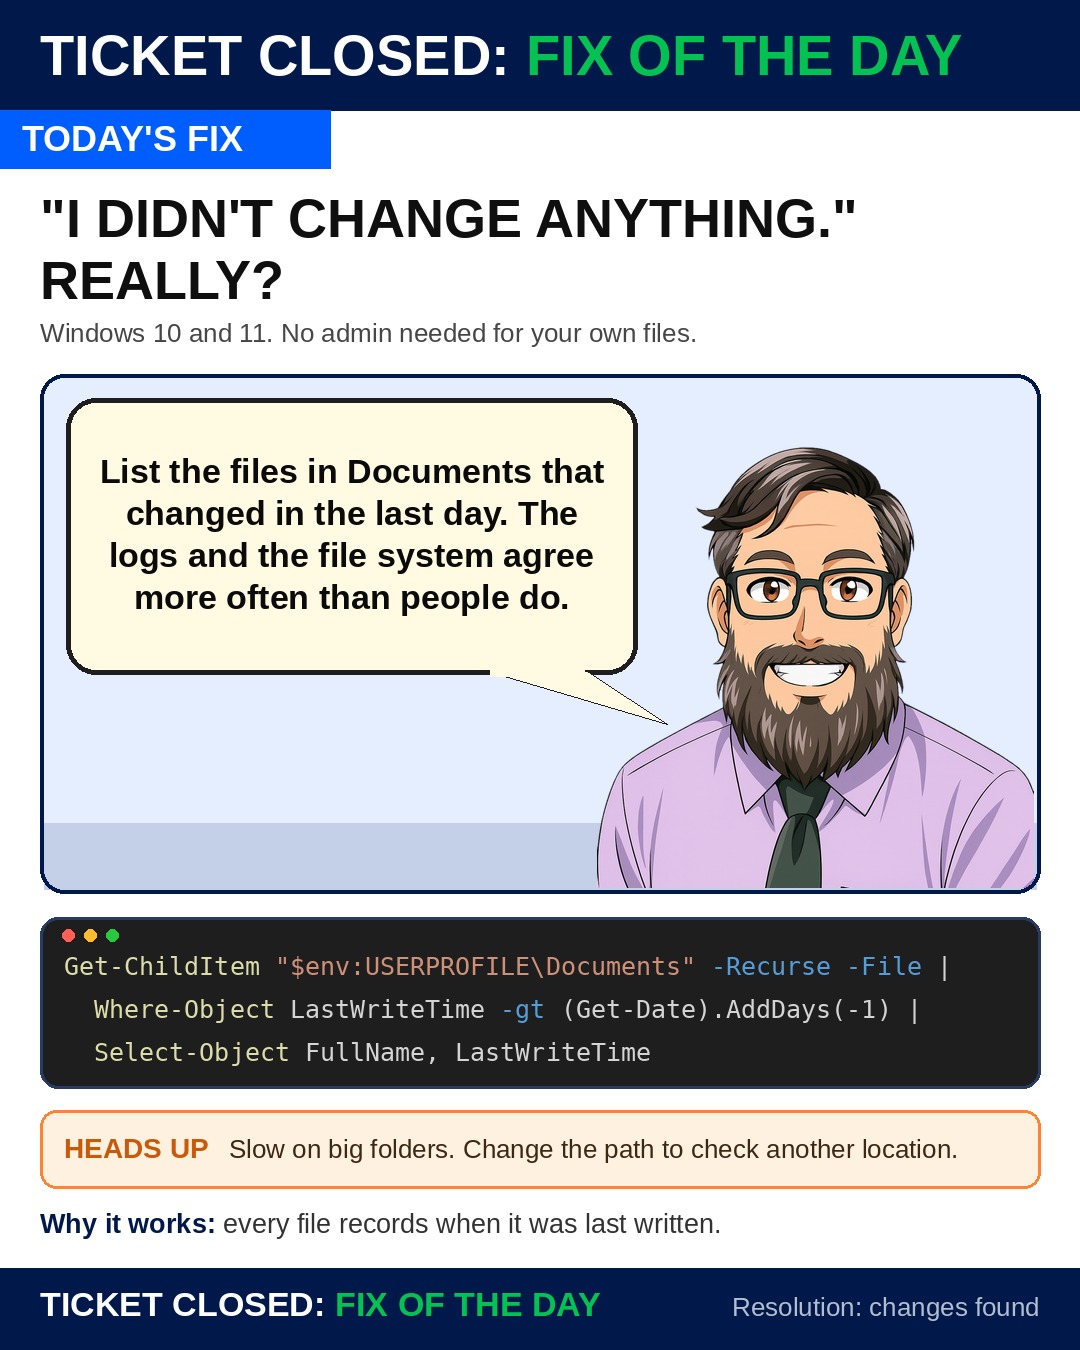 TICKET CLOSED: FIX OF THE DAY
TODAY'S FIX
"I DIDN'T CHANGE ANYTHING."
REALLY?
Windows 10 and 11. No admin needed for your own files.
List the files in Documents that
changed in the last day. The
logs and the file system agree
more often than people do.
Get-ChildItem "$env:USERPROFILE\Documents" -Recurse -File |
  Where-Object LastWriteTime -gt (Get-Date).AddDays(-1) |
  Select-Object FullName, LastWriteTime
HEADS UP Slow on big folders. Change the path to check another location.
Why it works: every file records when it was last written.
TICKET CLOSED: FIX OF THE DAY Resolution: changes found